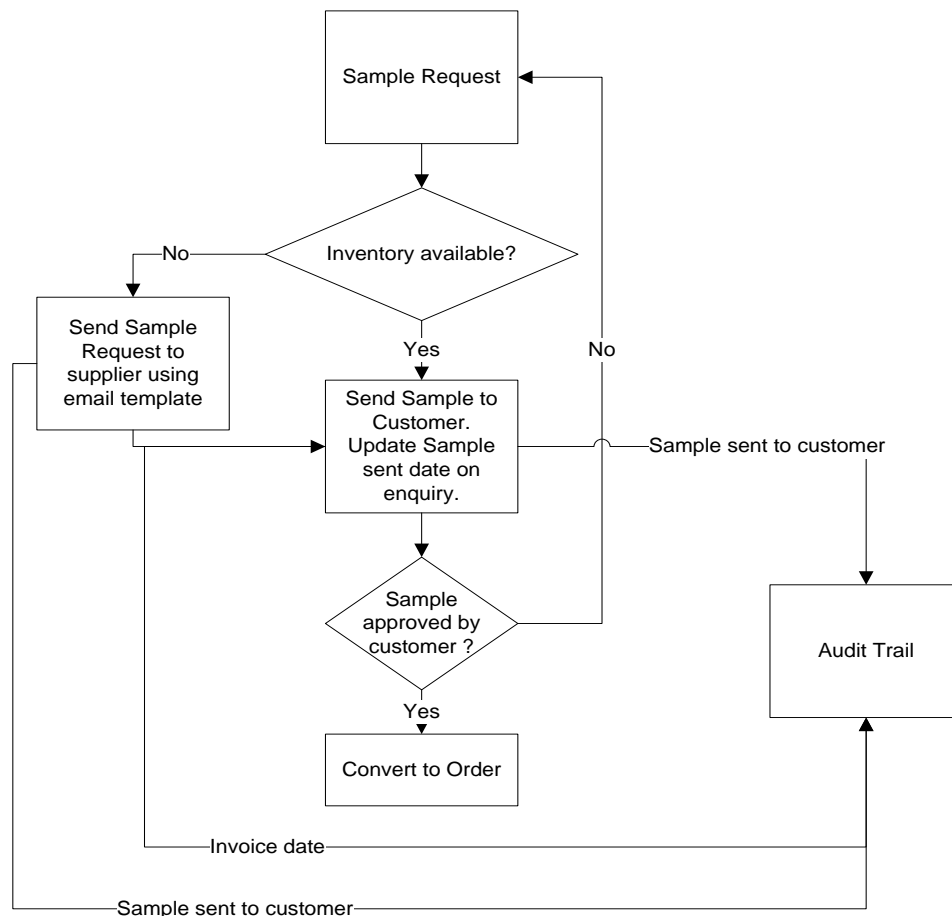 Sample Request
Inventory available?
No
Send Sample
Request to
supplier using
email template
Yes
No
Send Sample to
Customer.
Update Sample
sent date on
enquiry.
Sample sent to customer
Sample
approved by
customer ?
Audit Trail
Yes
Convert to Order
Invoice date
Sample sent to customer